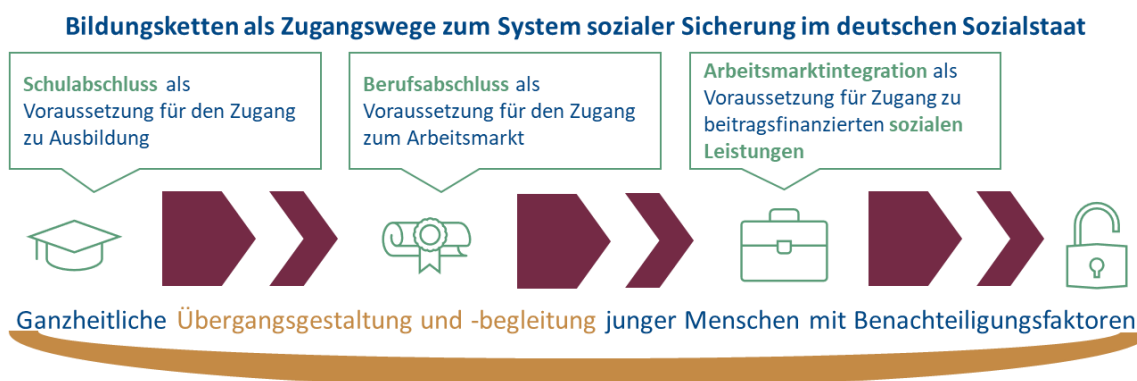 Bildungsketten als Zugangswege zum System sozialer Sicherung im deutschen Sozialstaat
Schulabschluss als
Voraussetzung für den Zugang
zu Ausbildung
Berufsabschluss als
Voraussetzung für den Zugang
zum Arbeitsmarkt
Arbeitsmarktintegration als
Voraussetzung für Zugang zu
beitragsfinanzierten sozialen
Leistungen
Ganzheitliche Übergangsgestaltung und -begleitung junger Menschen mit Benachteiligungsfaktoren